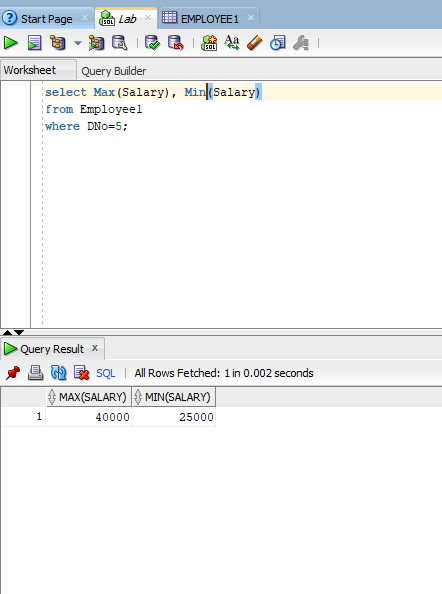 Start Page Lab × EMPLOYEE1 ×
Worksheet Query Builder
select Max(Salary), Min(Salary)
from Employee1
where DNo=5;
Query Result ×
SQL | All Rows Fetched: 1 in 0.002 seconds
MAX(SALARY) MIN(SALARY)
1 40000 25000